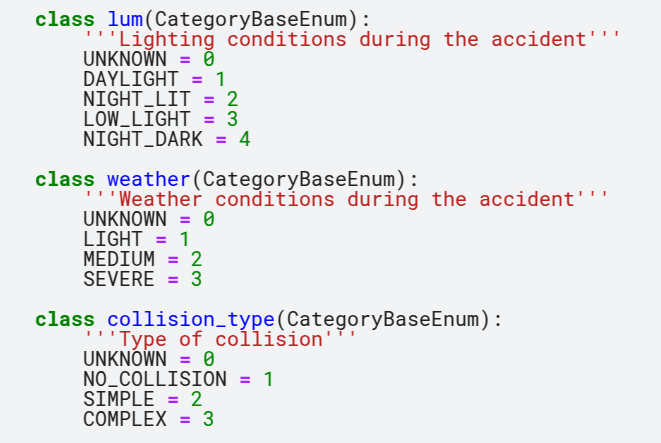 class lum(CategoryBaseEnum):
    '''Lighting conditions during the accident'''
    UNKNOWN = 0
    DAYLIGHT = 1
    NIGHT_LIT = 2
    LOW_LIGHT = 3
    NIGHT_DARK = 4
class weather(CategoryBaseEnum):
    '''Weather conditions during the accident'''
    UNKNOWN = 0
    LIGHT = 1
    MEDIUM = 2
    SEVERE = 3
class collision_type(CategoryBaseEnum):
    '''Type of collision'''
    UNKNOWN = 0
    NO_COLLISION = 1
    SIMPLE = 2
    COMPLEX = 3